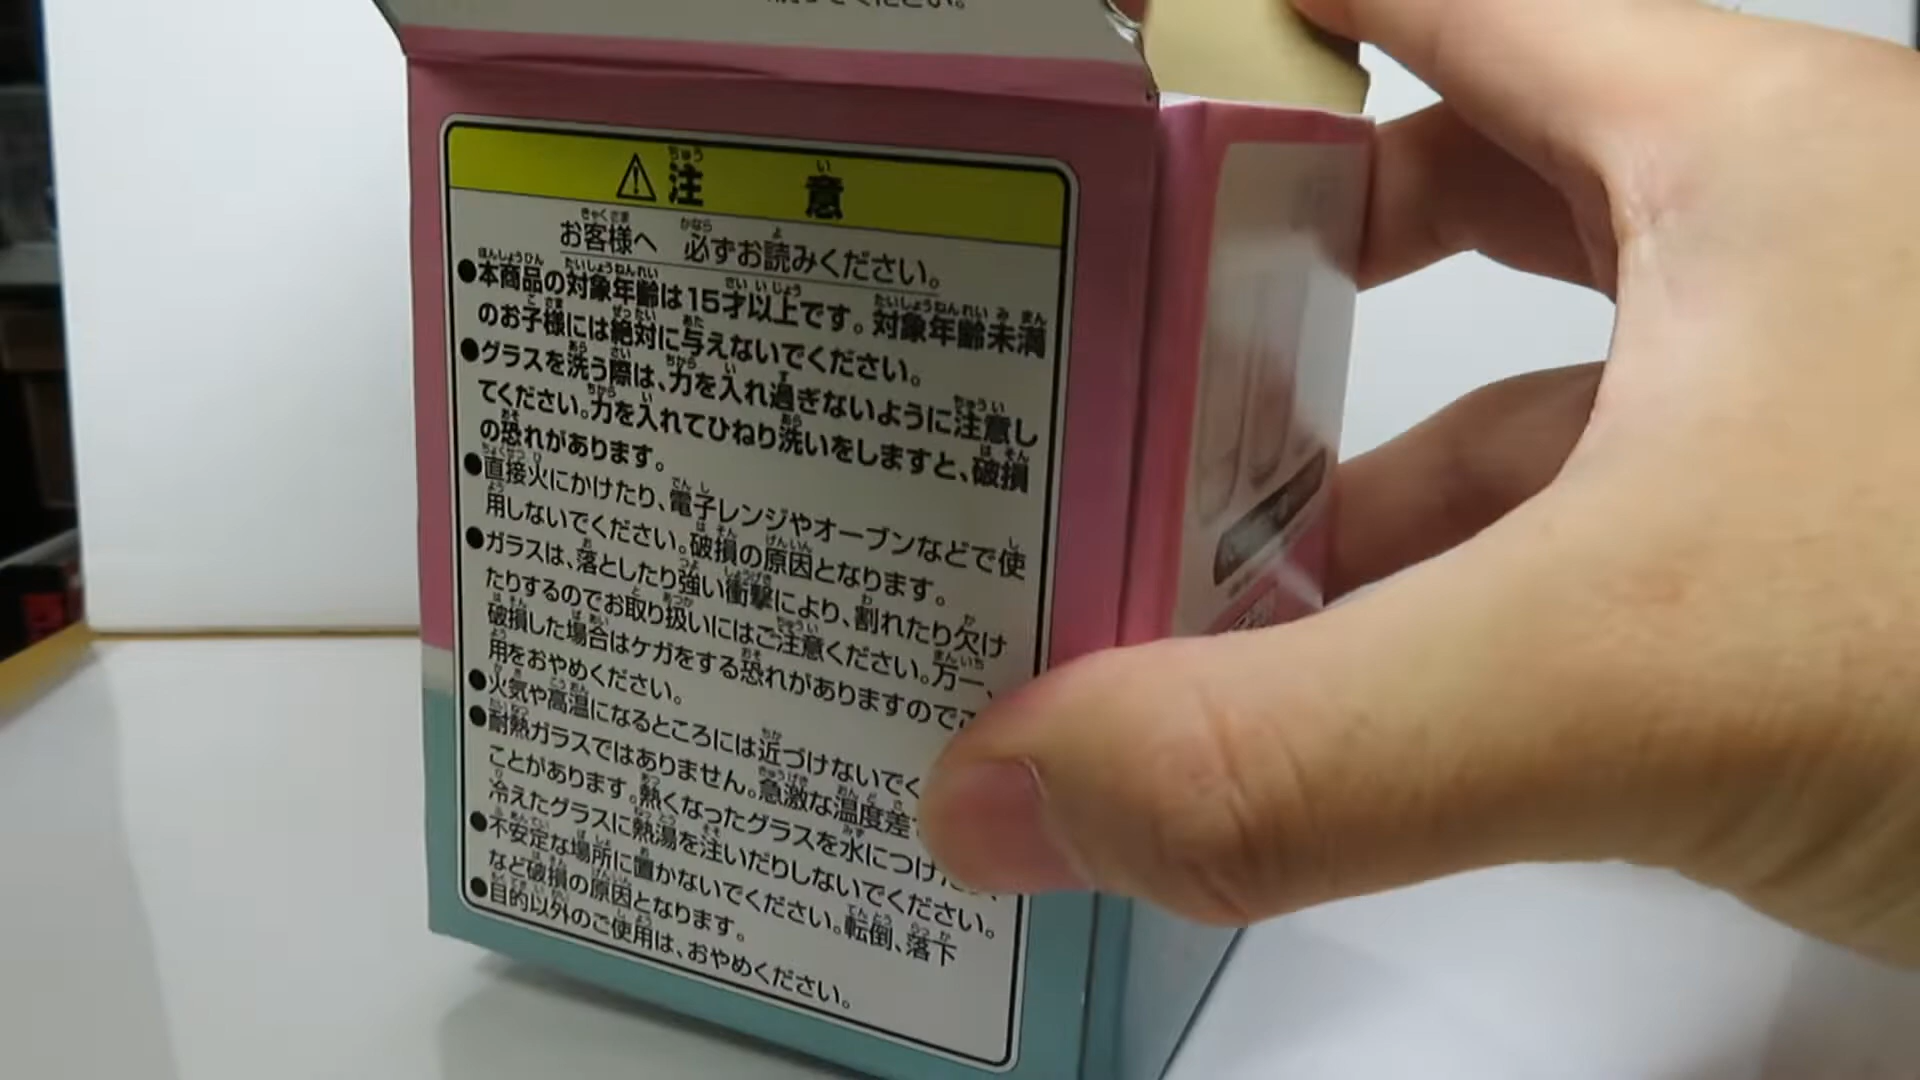 ください。
⚠注意
お客様へ 必ずお読みください。
●本商品の対象年齢は15才以上です。対象年齢未満
のお子様には絶対に与えないでください。
●グラスを洗う際は、力を入れ過ぎないように注意し
てください。力を入れてひねり洗いをしますと、破損
の恐れがあります。
●直接火にかけたり、電子レンジやオーブンなどで使
用しないでください。破損の原因となります。
●ガラスは、落としたり強い衝撃により、割れたり欠け
たりするのでお取り扱いにはご注意ください。万一、
破損した場合はケガをする恐れがありますのでご
用をおやめください。
●火気や高温になるところには近づけないでく
●耐熱ガラスではありません。急激な温度差
ことがあります。熱くなったグラスを水につけ
冷えたグラスに熱湯を注いだりしないでください。
●不安定な場所に置かないでください。転倒、落下
など破損の原因となります。
●目的以外のご使用は、おやめください。